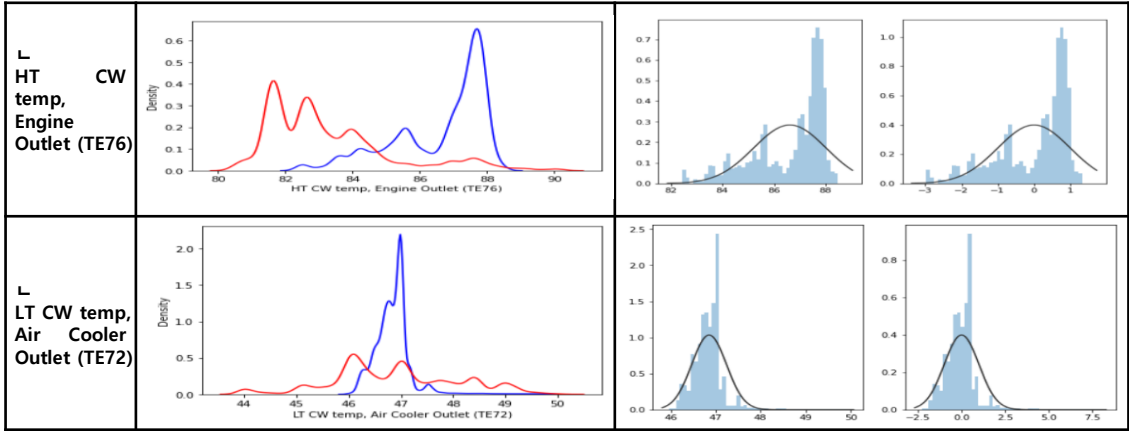 ㄴ
HT CW
temp,
Engine
Outlet (TE76)
Density
0.6
0.5
0.4
0.3
0.2
0.1
0.0
80 82 84 86 88 90
HT CW temp, Engine Outlet (TE76)
0.7
0.6
0.5
0.4
0.3
0.2
0.1
0.0
82 84 86 88
1.0
0.8
0.6
0.4
0.2
0.0
−3 −2 −1 0 1
ㄴ
LT CW temp,
Air Cooler
Outlet (TE72)
Density
2.0
1.5
1.0
0.5
0.0
44 45 46 47 48 49 50
LT CW temp, Air Cooler Outlet (TE72)
2.5
2.0
1.5
1.0
0.5
0.0
46 47 48 49 50
0.8
0.6
0.4
0.2
0.0
−2.5 0.0 2.5 5.0 7.5